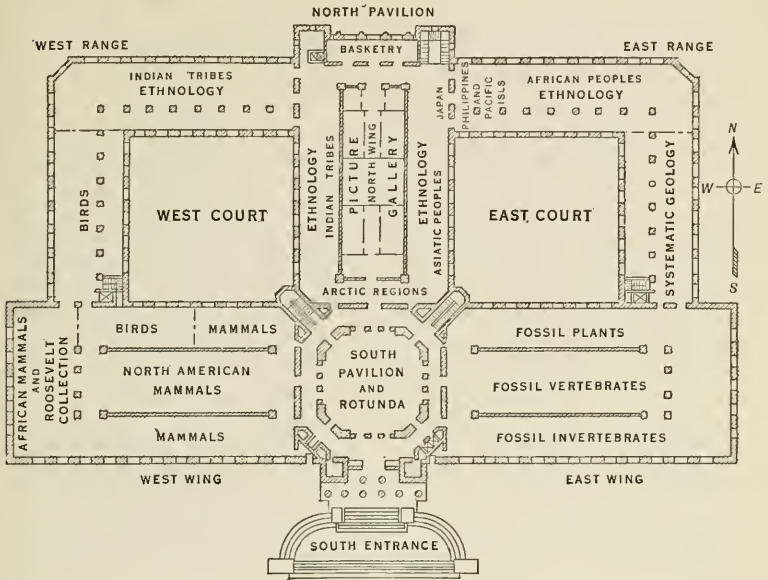 NORTH PAVILION
WEST RANGE
EAST RANGE
BASKETRY
INDIAN TRIBES
ETHNOLOGY
JAPAN
PHILIPPINES
AND
PACIFIC
ISLS
AFRICAN PEOPLES
ETHNOLOGY
BIRDS
WEST COURT
ETHNOLOGY
INDIAN TRIBES
PICTURE
NORTH WING
GALLERY
ETHNOLOGY
ASIATIC PEOPLES
EAST COURT
SYSTEMATIC GEOLOGY
N
W
E
S
ARCTIC REGIONS
AFRICAN MAMMALS
AND
ROOSEVELT
COLLECTION
BIRDS
MAMMALS
NORTH AMERICAN
MAMMALS
MAMMALS
SOUTH
PAVILION
AND
ROTUNDA
FOSSIL PLANTS
FOSSIL VERTEBRATES
FOSSIL INVERTEBRATES
WEST WING
EAST WING
SOUTH ENTRANCE